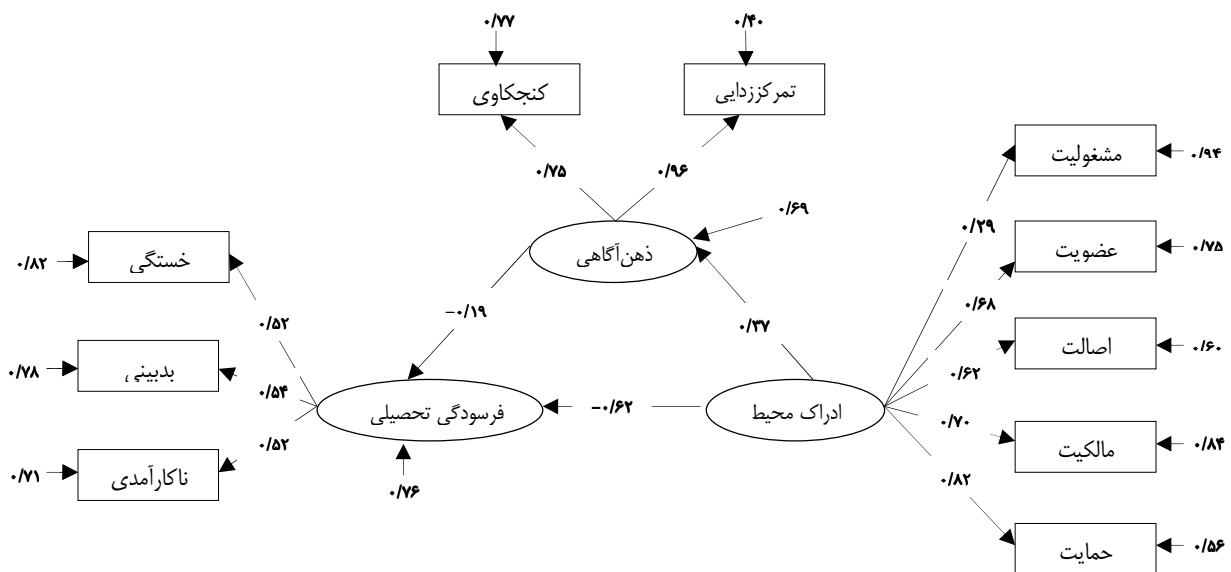 ۰/۷۷
۰/۴۰
کنجکاوی
تمرکززدایی
مشغولیت
۰/۹۴
۰/۷۵
۰/۹۶
۰/۶۹
۰/۲۹
ذهن‌آگاهی
عضویت
۰/۷۵
خستگی
۰/۸۲
۰/۶۸
–۰/۱۹
۰/۵۲
۰/۳۷
اصالت
۰/۶۰
بدبینی
۰/۷۸
۰/۵۴
۰/۶۲
فرسودگی تحصیلی
–۰/۶۲
ادراک محیط
۰/۷۰
مالکیت
۰/۸۴
۰/۵۲
ناکارآمدی
۰/۷۱
۰/۷۶
۰/۸۲
حمایت
۰/۵۶